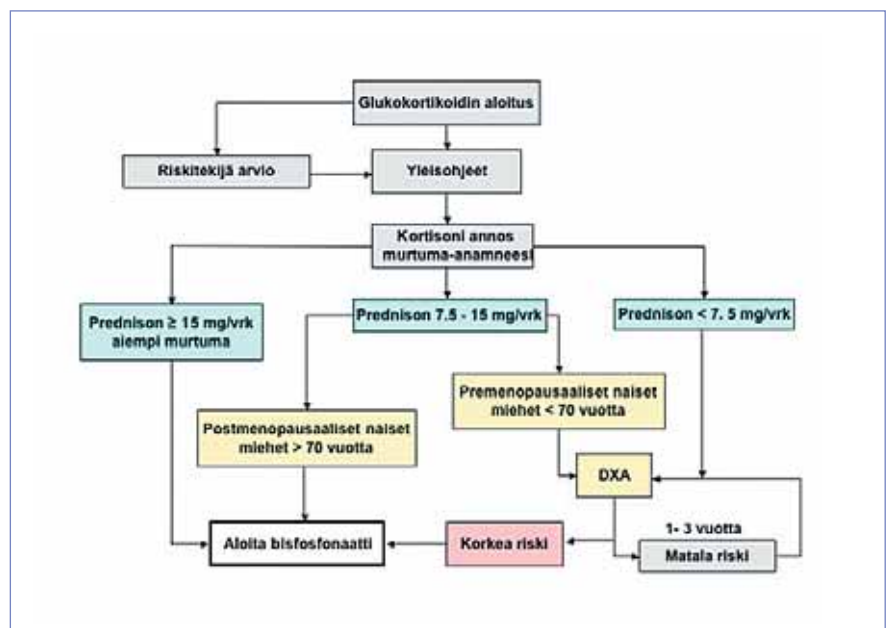 Glukokortikoidin aloitus
Riskitekijä arvio
Yleisohjeet
Kortisoni annos
murtuma-anamneesi
Prednison ≥ 15 mg/vrk
aiempi murtuma
Prednison 7.5 - 15 mg/vrk
Prednison < 7. 5 mg/vrk
Premenopausaaliset naiset
miehet < 70 vuotta
Postmenopausaaliset naiset
miehet > 70 vuotta
DXA
1- 3 vuotta
Aloita bisfosfonaatti
Korkea riski
Matala riski